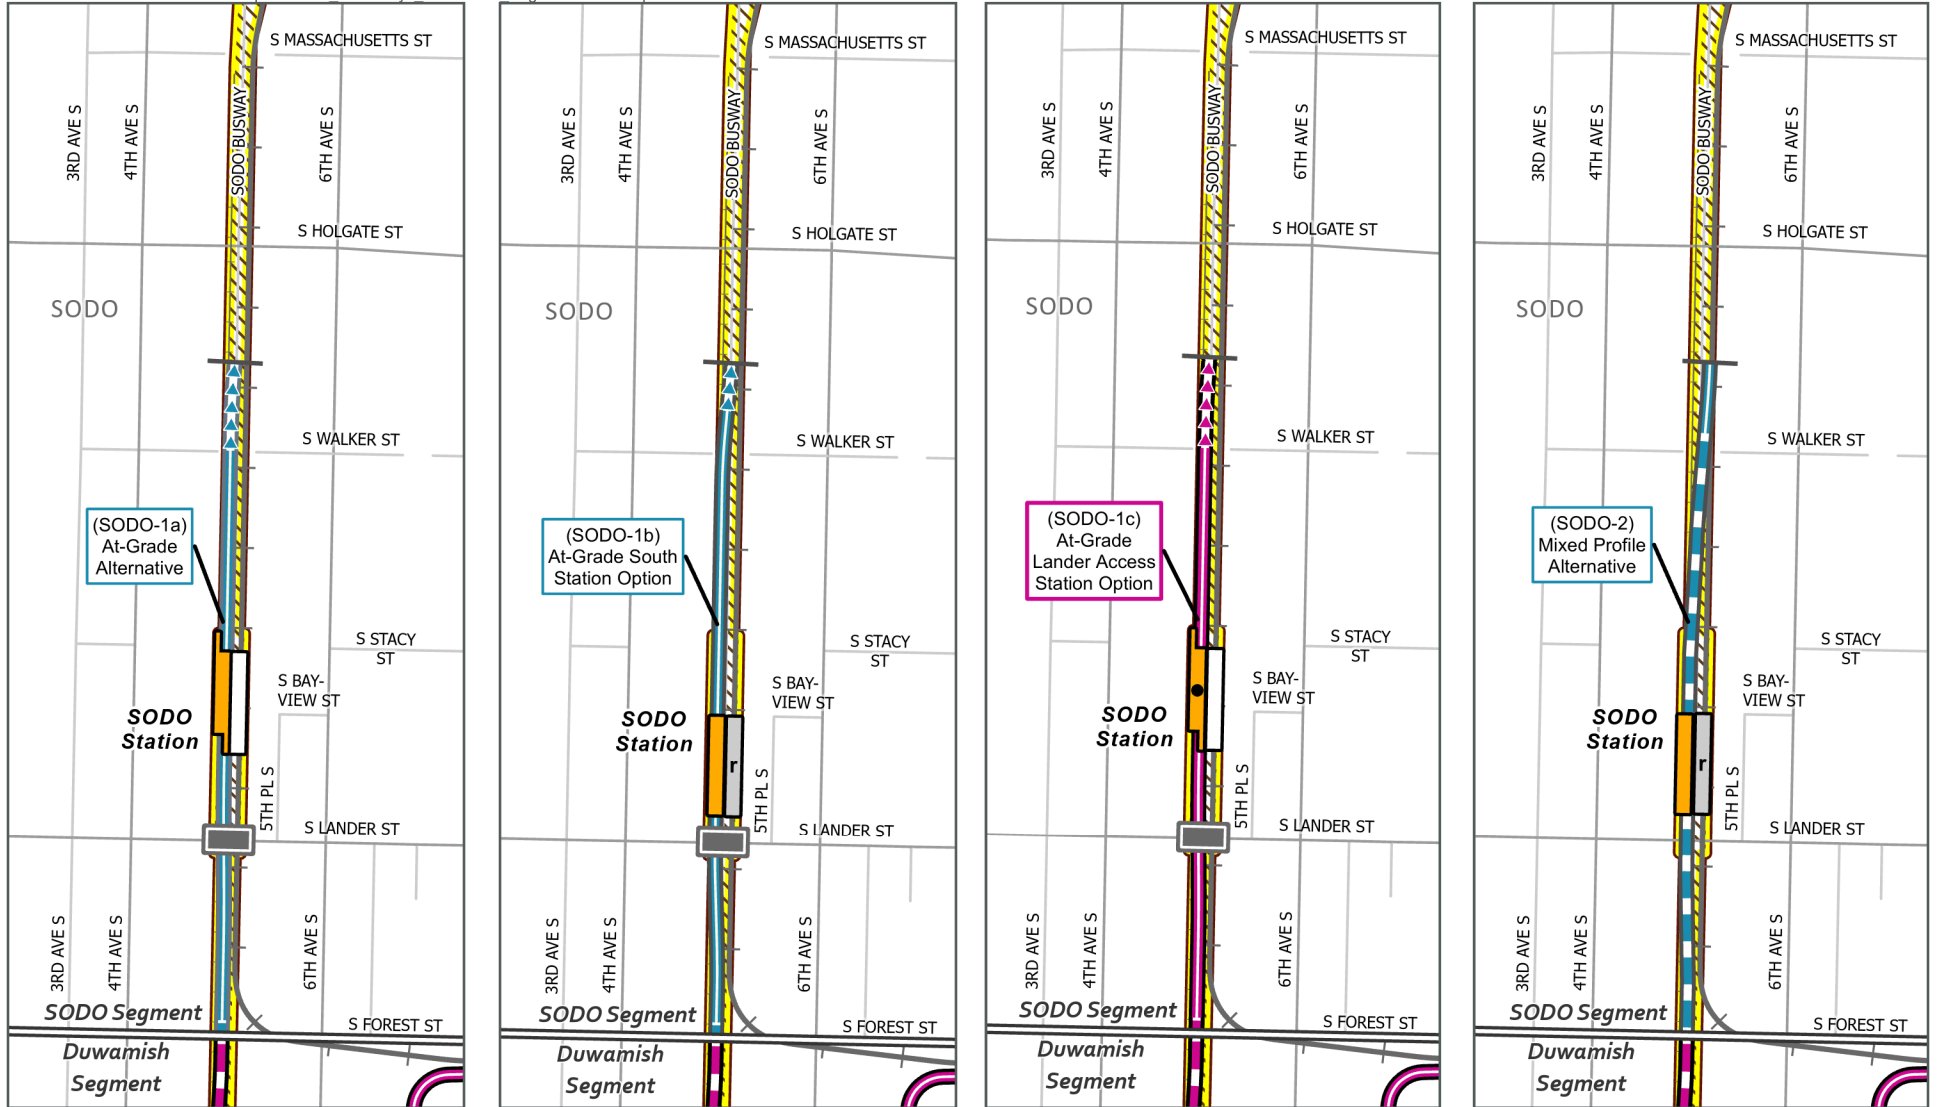 S MASSACHUSETTS ST
3RD AVE S
4TH AVE S
SODO BUSWAY
6TH AVE S
S HOLGATE ST
SODO
S WALKER ST
(SODO-1a)
At-Grade
Alternative
S STACY
ST
S BAY-
VIEW ST
SODO
Station
5TH PL S
S LANDER ST
3RD AVE S
4TH AVE S
6TH AVE S
SODO Segment
S FOREST ST
Duwamish
Segment
S MASSACHUSETTS ST
3RD AVE S
4TH AVE S
SODO BUSWAY
6TH AVE S
S HOLGATE ST
SODO
S WALKER ST
(SODO-1b)
At-Grade South
Station Option
S STACY
ST
S BAY-
VIEW ST
SODO
Station
r
5TH PL S
S LANDER ST
3RD AVE S
4TH AVE S
6TH AVE S
SODO Segment
S FOREST ST
Duwamish
Segment
S MASSACHUSETTS ST
3RD AVE S
4TH AVE S
SODO BUSWAY
6TH AVE S
S HOLGATE ST
SODO
S WALKER ST
(SODO-1c)
At-Grade
Lander Access
Station Option
S STACY
ST
S BAY-
VIEW ST
SODO
Station
5TH PL S
S LANDER ST
3RD AVE S
4TH AVE S
6TH AVE S
SODO Segment
S FOREST ST
Duwamish
Segment
S MASSACHUSETTS ST
3RD AVE S
4TH AVE S
SODO BUSWAY
6TH AVE S
S HOLGATE ST
SODO
S WALKER ST
(SODO-2)
Mixed Profile
Alternative
S STACY
ST
S BAY-
VIEW ST
SODO
Station
r
5TH PL S
S LANDER ST
3RD AVE S
4TH AVE S
6TH AVE S
SODO Segment
S FOREST ST
Duwamish
Segment